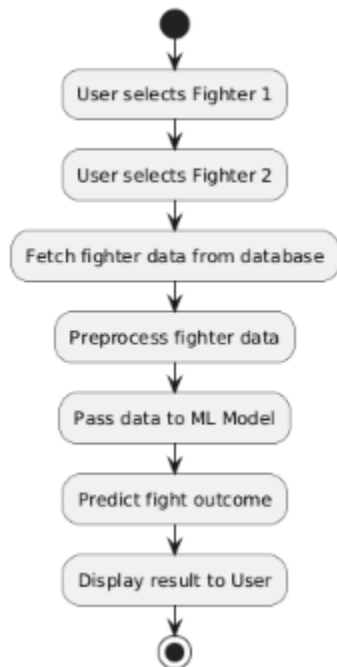 User selects Fighter 1
User selects Fighter 2
Fetch fighter data from database
Preprocess fighter data
Pass data to ML Model
Predict fight outcome
Display result to User